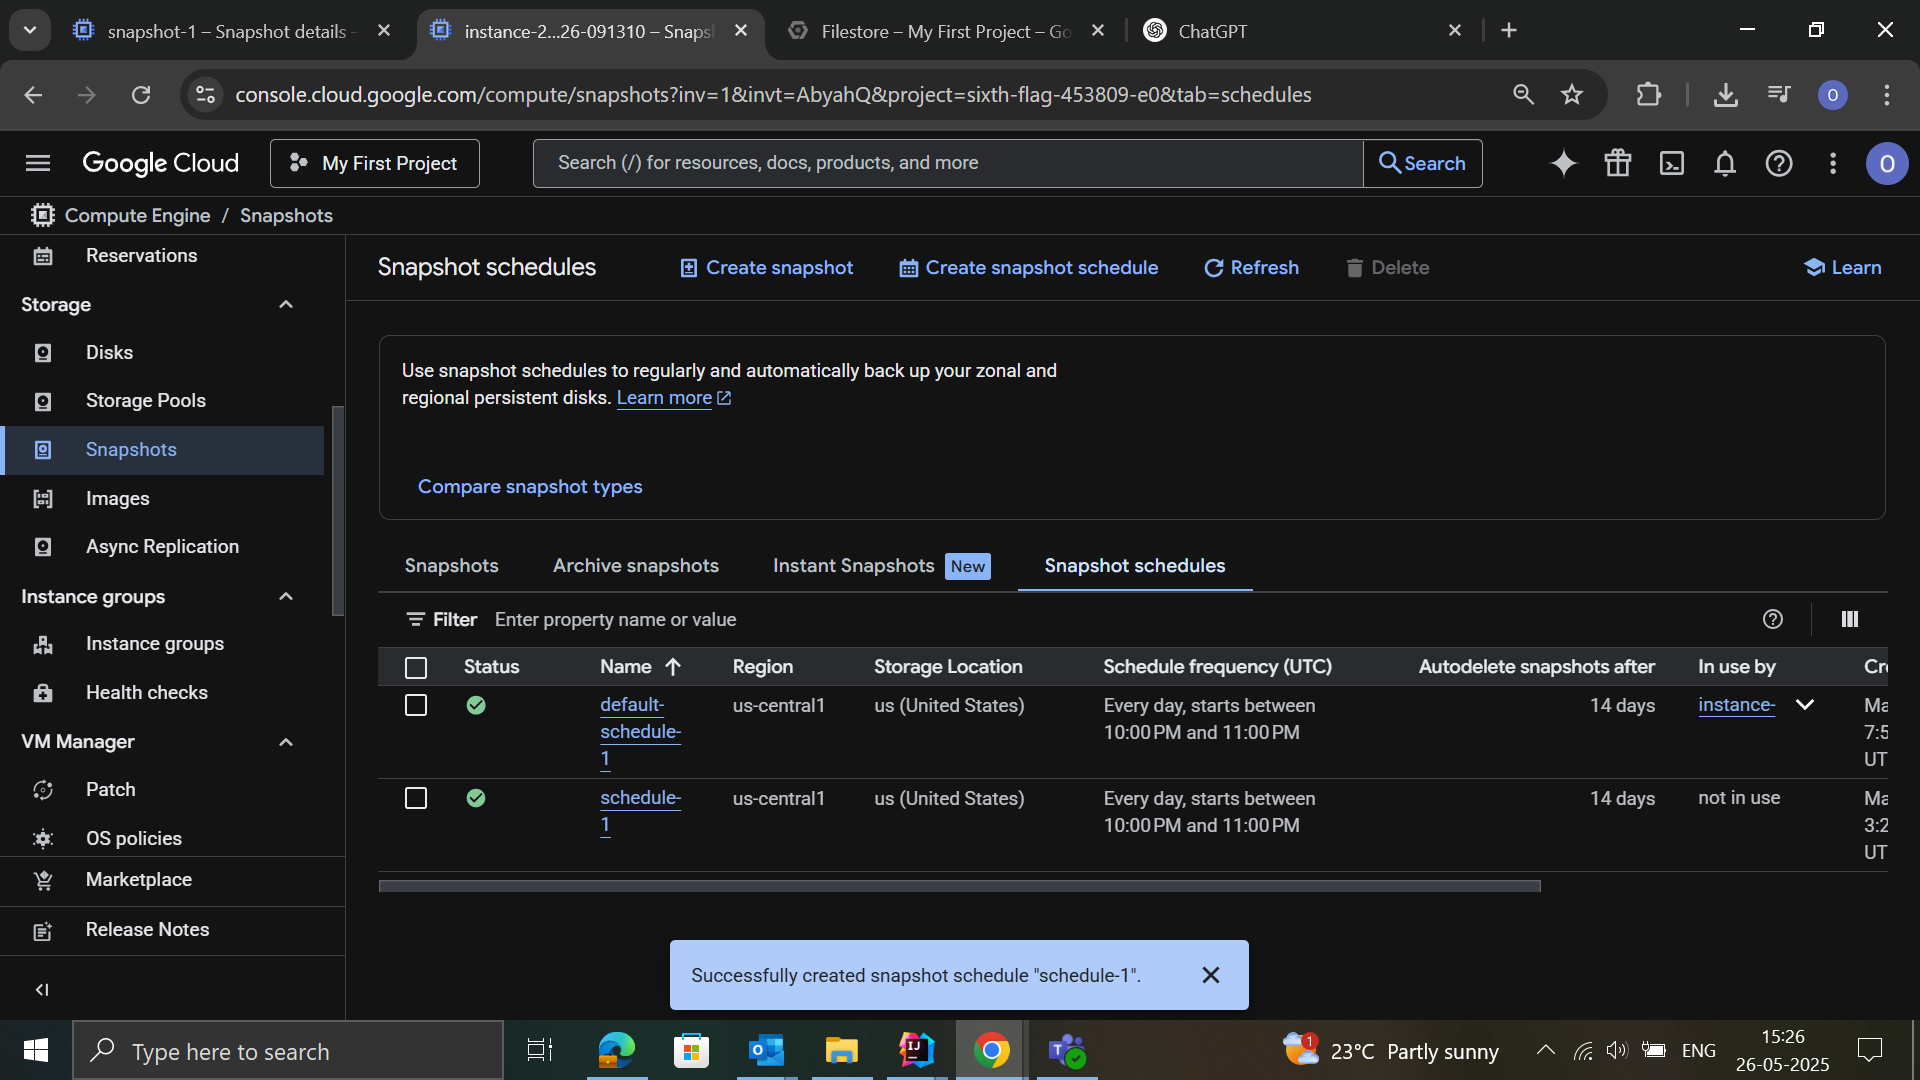 snapshot-1 – Snapshot details –
instance-2...26-091310 – Snaps
Filestore – My First Project – Go
ChatGPT
console.cloud.google.com/compute/snapshots?inv=1&invt=AbyahQ&project=sixth-flag-453809-e0&tab=schedules
O
Google Cloud
My First Project
Search (/) for resources, docs, products, and more
Search
O
Compute Engine / Snapshots
Reservations
Storage
Disks
Storage Pools
Snapshots
Images
Async Replication
Instance groups
Instance groups
Health checks
VM Manager
Patch
OS policies
Marketplace
Release Notes
Snapshot schedules
Create snapshot
Create snapshot schedule
Refresh
Delete
Learn
Use snapshot schedules to regularly and automatically back up your zonal and
regional persistent disks. Learn more
Compare snapshot types
Snapshots
Archive snapshots
Instant Snapshots New
Snapshot schedules
Filter Enter property name or value
Status Name Region Storage Location Schedule frequency (UTC) Autodelete snapshots after In use by Cr
default- us-central1 us (United States) Every day, starts between 14 days instance- Ma
schedule- 10:00 PM and 11:00 PM 7:5
1 UT
schedule- us-central1 us (United States) Every day, starts between 14 days not in use Ma
1 10:00 PM and 11:00 PM 3:2
UT
Successfully created snapshot schedule "schedule-1".
Type here to search
IJ
1
23°C Partly sunny
ENG
15:26
26-05-2025